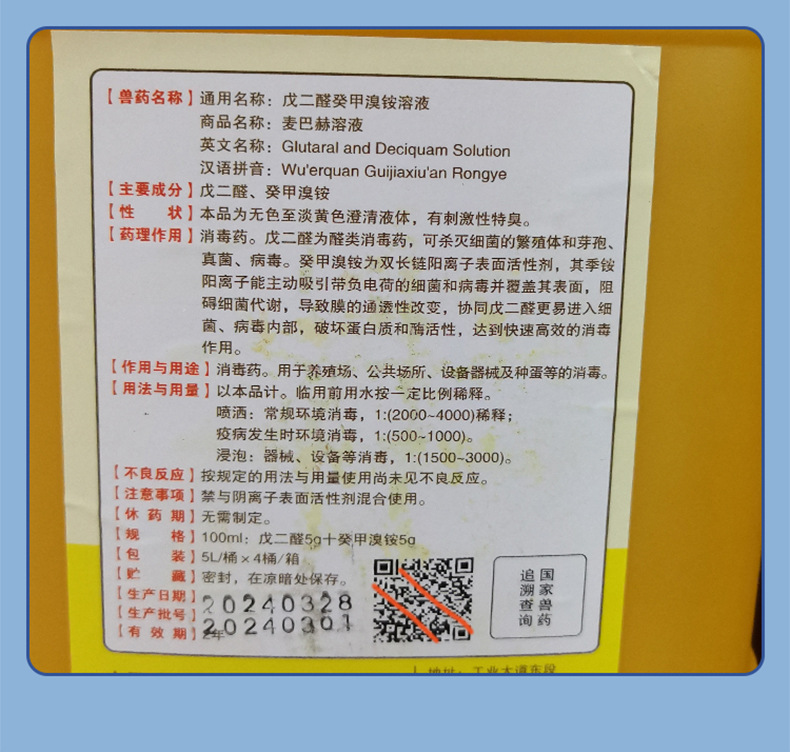 【兽药名称】通用名称：戊二醛癸甲溴铵溶液
商品名称：麦巴赫溶液
英文名称：Glutaral and Deciquam Solution
汉语拼音：Wu'erquan Guijiaxiu'an Rongye
【主要成分】戊二醛、癸甲溴铵
【性 状】本品为无色至淡黄色澄清液体，有刺激性特臭。
【药理作用】消毒药。戊二醛为醛类消毒药，可杀灭细菌的繁殖体和芽孢、
真菌、病毒。癸甲溴铵为双长链阳离子表面活性剂，其季铵
阳离子能主动吸引带负电荷的细菌和病毒并覆盖其表面，阻
碍细菌代谢，导致膜的通透性改变，协同戊二醛更易进入细
菌、病毒内部，破坏蛋白质和酶活性，达到快速高效的消毒
作用。
【作用与用途】消毒药。用于养殖场、公共场所、设备器械及种蛋等的消毒。
【用法与用量】以本品计。临用前用水按一定比例稀释。
喷洒：常规环境消毒，1:(2000~4000)稀释；
疫病发生时环境消毒，1:(500~1000)。
浸泡：器械、设备等消毒，1:(1500~3000)。
【不良反应】按规定的用法与用量使用尚未见不良反应。
【注意事项】禁与阴离子表面活性剂混合使用。
【休药期】无需制定。
【规 格】100ml：戊二醛5g十癸甲溴铵5g
【包 装】5L/桶×4桶/箱
【贮 藏】密封，在凉暗处保存。
【生产日期】20240328
【生产批号】20240301
【有效期】2年
国家兽药
追溯查询
地址：工业大道东段